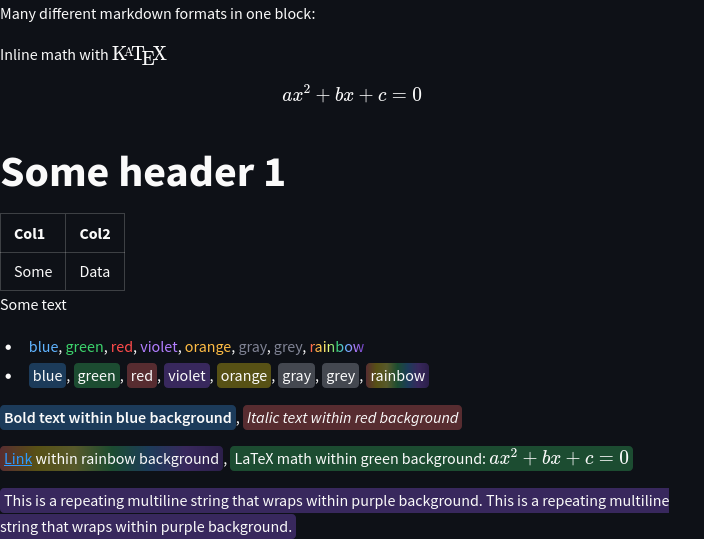 Many different markdown formats in one block:
Inline math with KATEX
ax² + bx + c = 0
Some header 1
Col1 Col2
Some Data
Some text
• blue, green, red, violet, orange, gray, grey, rainbow
• blue, green, red, violet, orange, gray, grey, rainbow
Bold text within blue background, Italic text within red background
Link within rainbow background, LaTeX math within green background: ax² + bx + c = 0
This is a repeating multiline string that wraps within purple background. This is a repeating multiline
string that wraps within purple background.